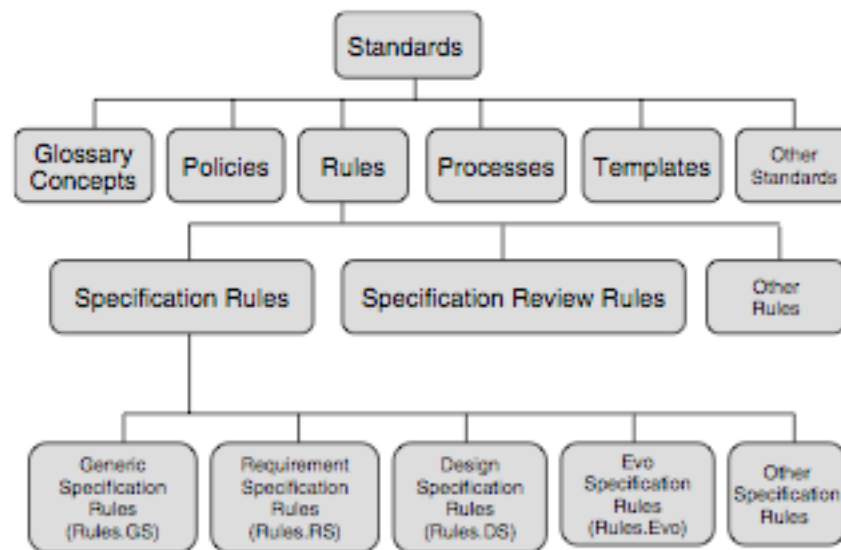 Standards
Glossary
Concepts
Policies
Rules
Processes
Templates
Other
Standards
Specification Rules
Specification Review Rules
Other
Rules
Generic
Specification
Rules
(Rules.GS)
Requirement
Specification
Rules
(Rules.RS)
Design
Specification
Rules
(Rules.DS)
Evo
Specification
Rules
(Rules.Evo)
Other
Specification
Rules